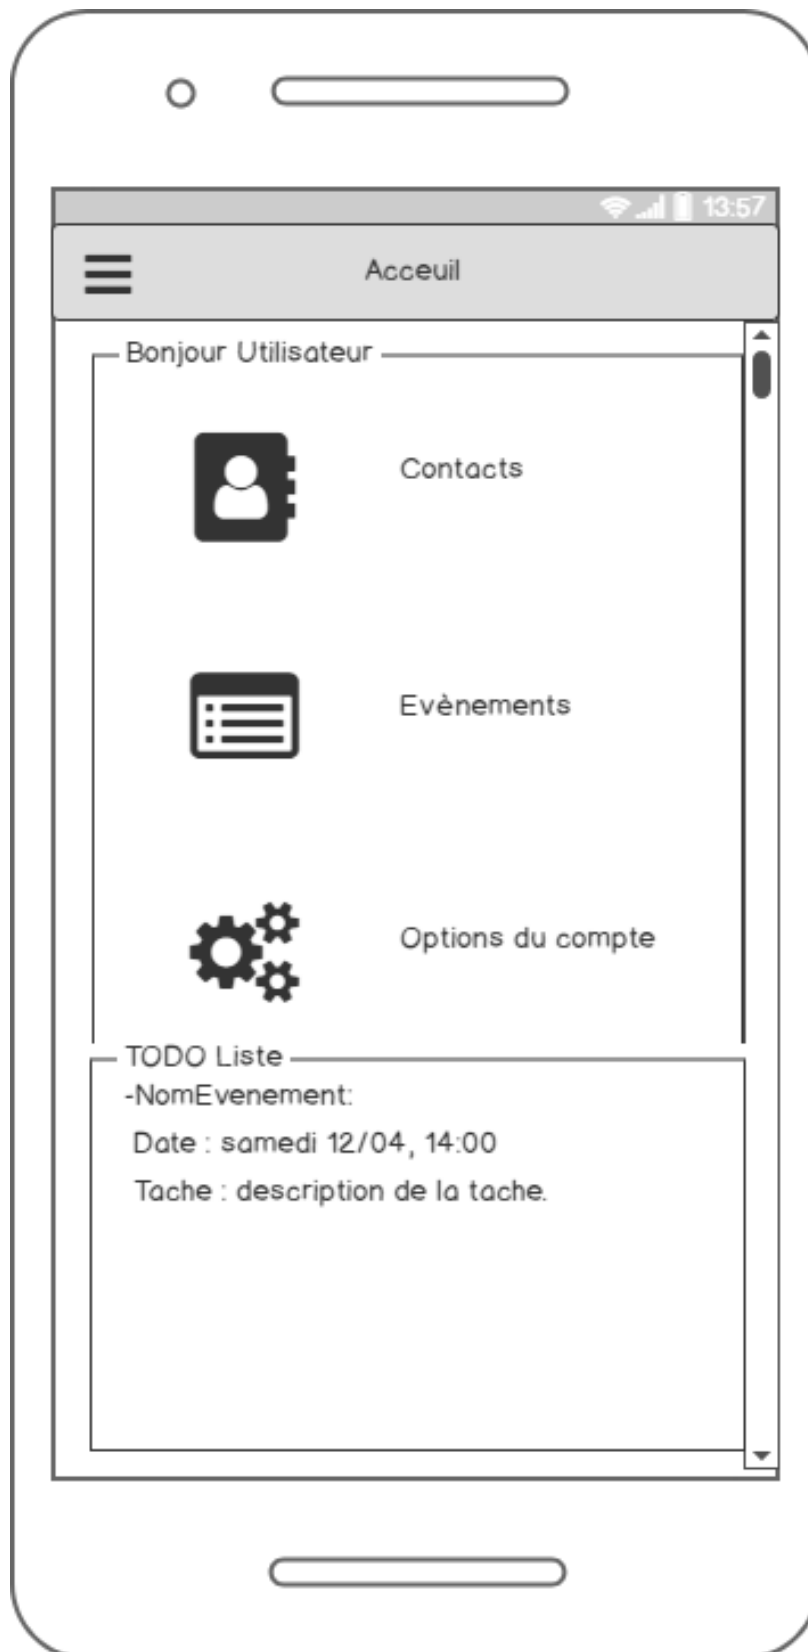 13:57
Acceuil
Bonjour Utilisateur
Contacts
Evènements
Options du compte
TODO Liste
-NomEvenement:
Date : samedi 12/04, 14:00
Tache : description de la tache.